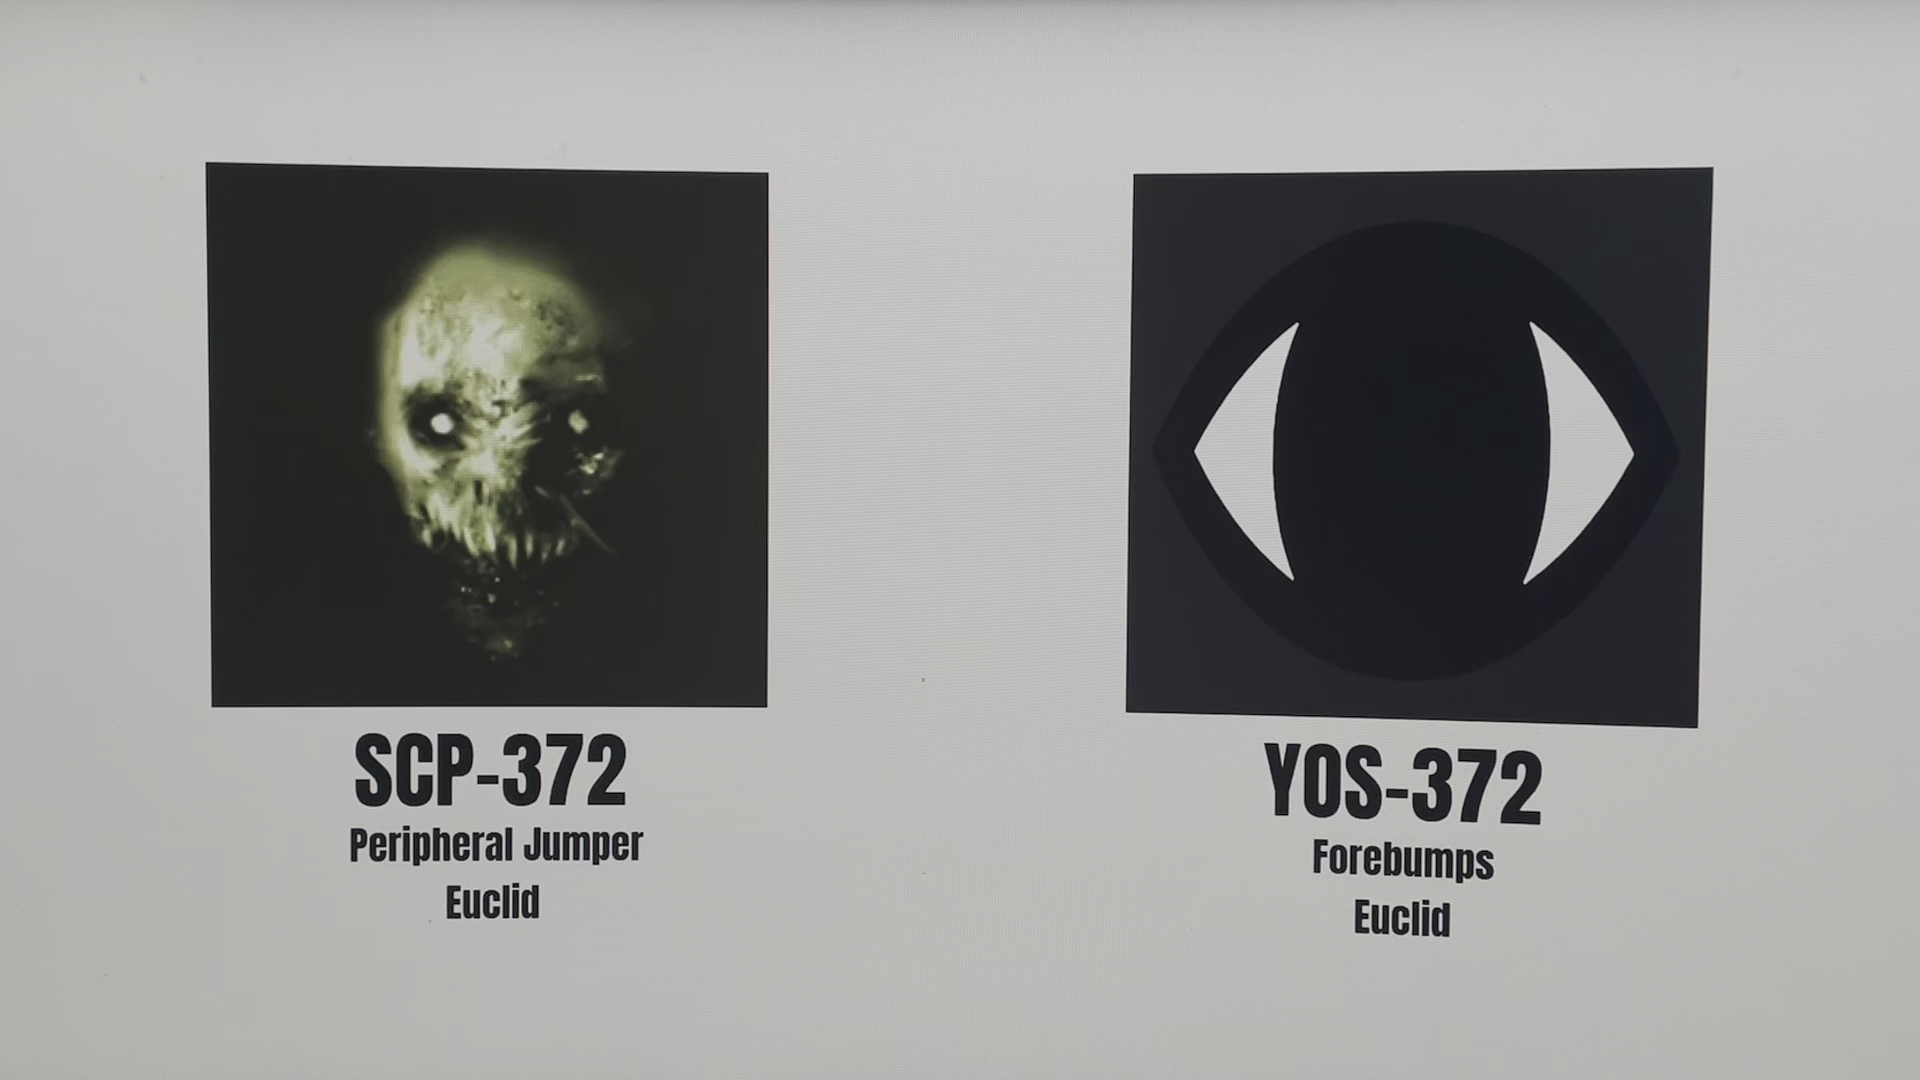 SCP-372
Peripheral Jumper
Euclid
YOS-372
Forebumps
Euclid